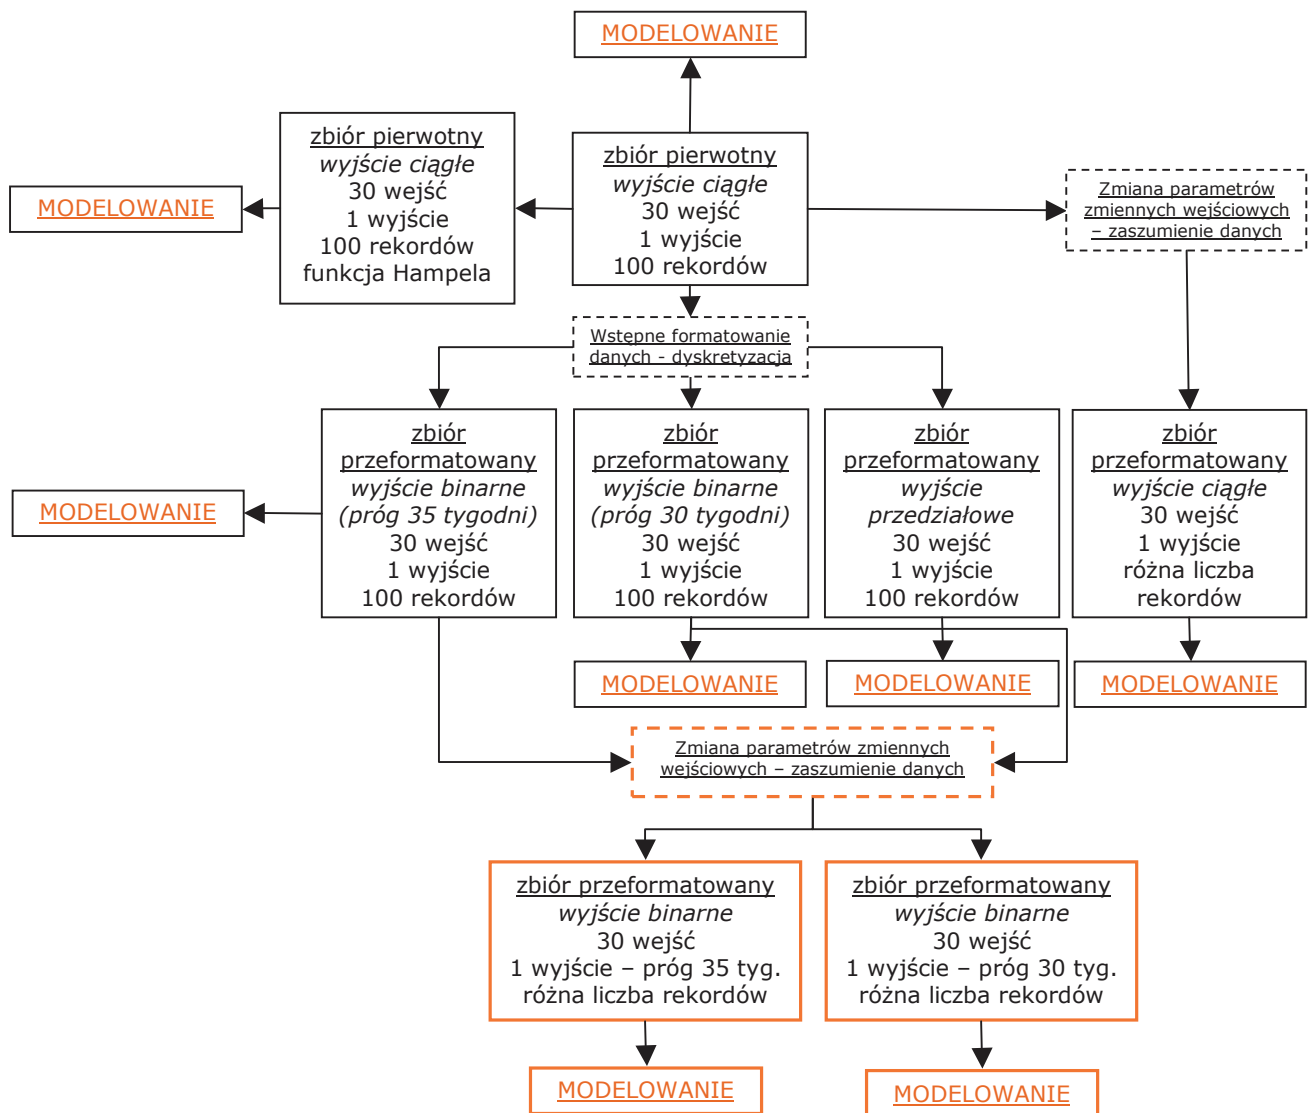 MODELOWANIE
zbiór pierwotny
wyjście ciągłe
30 wejść
1 wyjście
100 rekordów
funkcja Hampela
zbiór pierwotny
wyjście ciągłe
30 wejść
1 wyjście
100 rekordów
Zmiana parametrów
zmiennych wejściowych
– zaszumienie danych
MODELOWANIE
Wstępne formatowanie
danych - dyskretyzacja
zbiór
przeformatowany
wyjście binarne
(próg 35 tygodni)
30 wejść
1 wyjście
100 rekordów
zbiór
przeformatowany
wyjście binarne
(próg 30 tygodni)
30 wejść
1 wyjście
100 rekordów
zbiór
przeformatowany
wyjście
przedziałowe
30 wejść
1 wyjście
100 rekordów
zbiór
przeformatowany
wyjście ciągłe
30 wejść
1 wyjście
różna liczba
rekordów
MODELOWANIE
MODELOWANIE
MODELOWANIE
MODELOWANIE
Zmiana parametrów zmiennych
wejściowych – zaszumienie danych
zbiór przeformatowany
wyjście binarne
30 wejść
1 wyjście – próg 35 tyg.
różna liczba rekordów
zbiór przeformatowany
wyjście binarne
30 wejść
1 wyjście – próg 30 tyg.
różna liczba rekordów
MODELOWANIE
MODELOWANIE